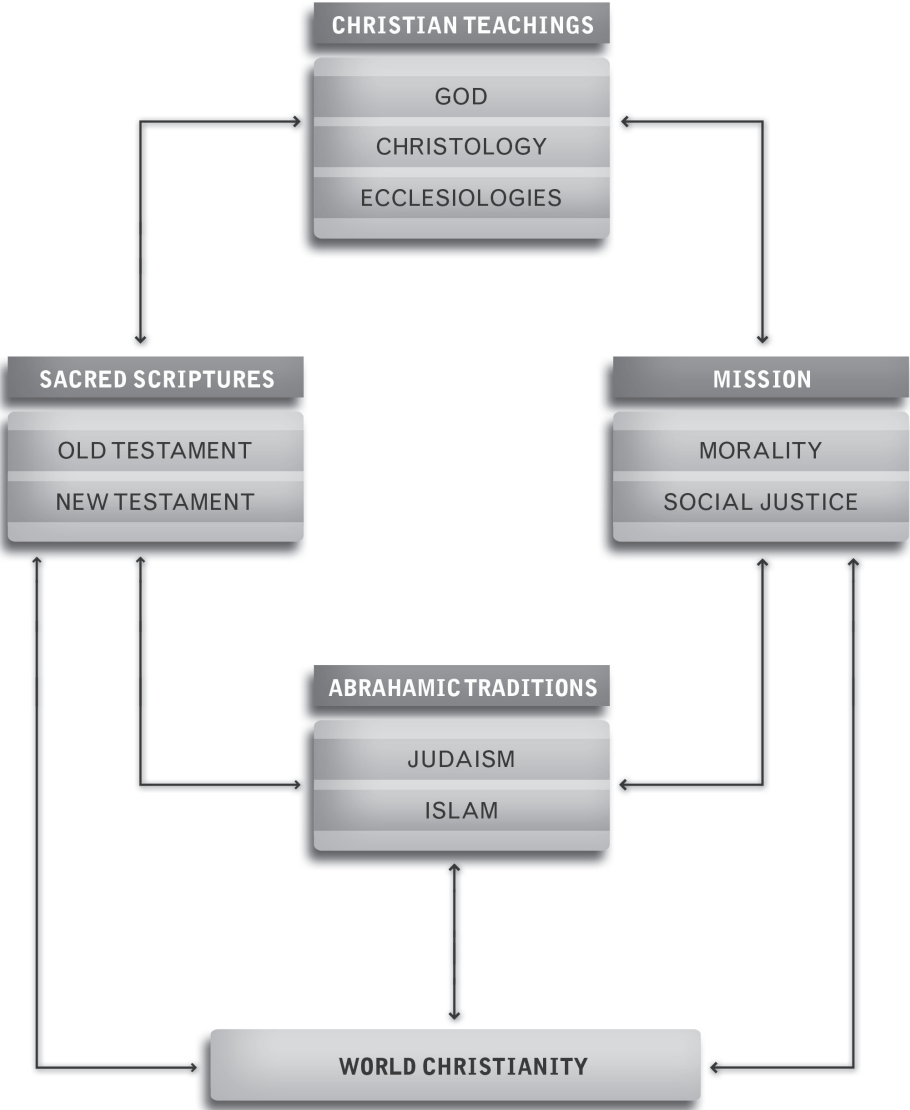 CHRISTIAN TEACHINGS
GOD
CHRISTOLOGY
ECCLESIOLOGIES
SACRED SCRIPTURES
OLD TESTAMENT
NEW TESTAMENT
MISSION
MORALITY
SOCIAL JUSTICE
ABRAHAMIC TRADITIONS
JUDAISM
ISLAM
WORLD CHRISTIANITY